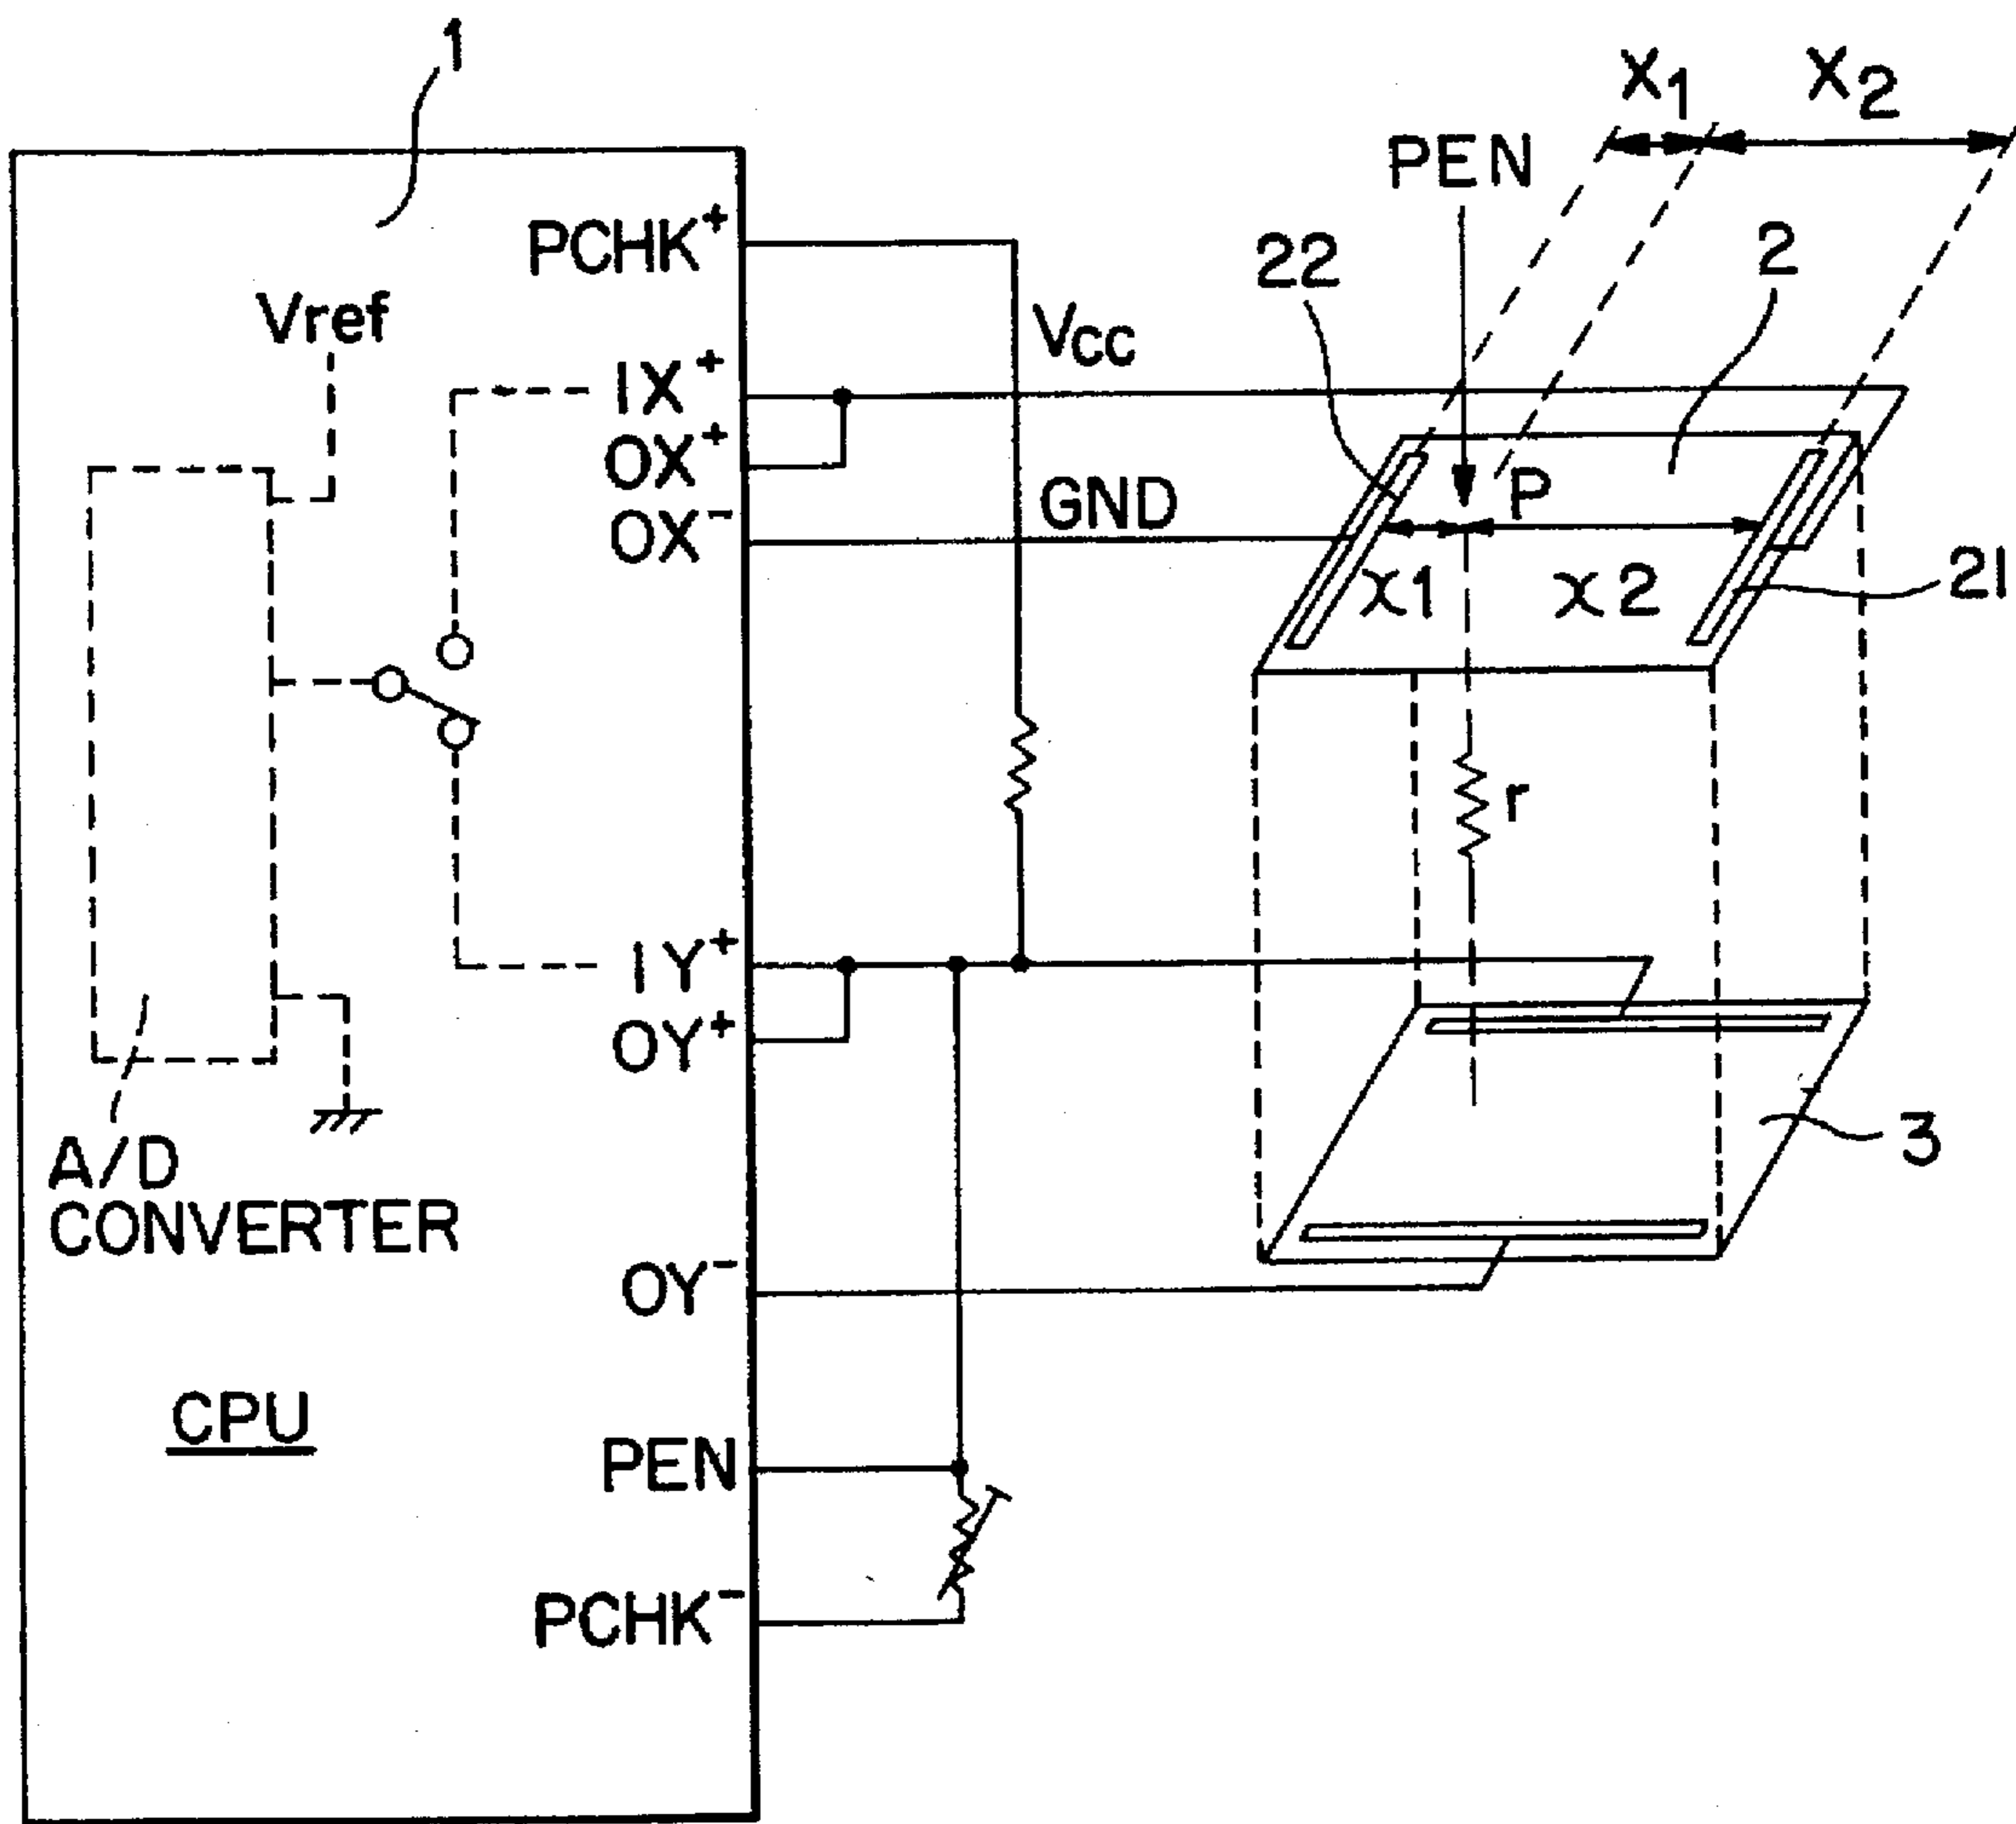 1
X1
X2
PEN
PCHK+
22
2
Vref
Vcc
IX+
OX+
GND
P
OX-
x1
x2
21
r
IY+
OY+
3
A/D
CONVERTER
OY-
CPU
PEN
PCHK-